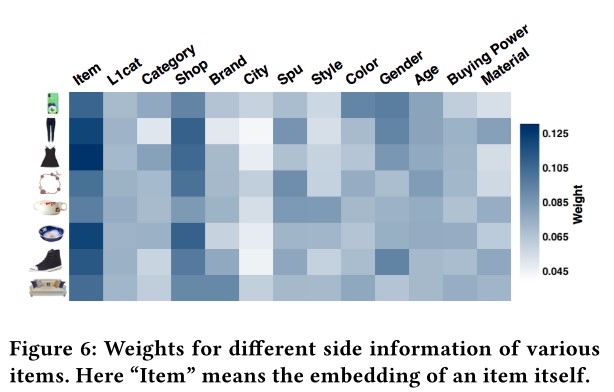 Item L1cat Category Shop Brand City Spu Style Color Gender Age Buying Power Material
0.125
0.105
0.085
0.065
0.045
Weight
Figure 6: Weights for different side information of various
items. Here “Item” means the embedding of an item itself.